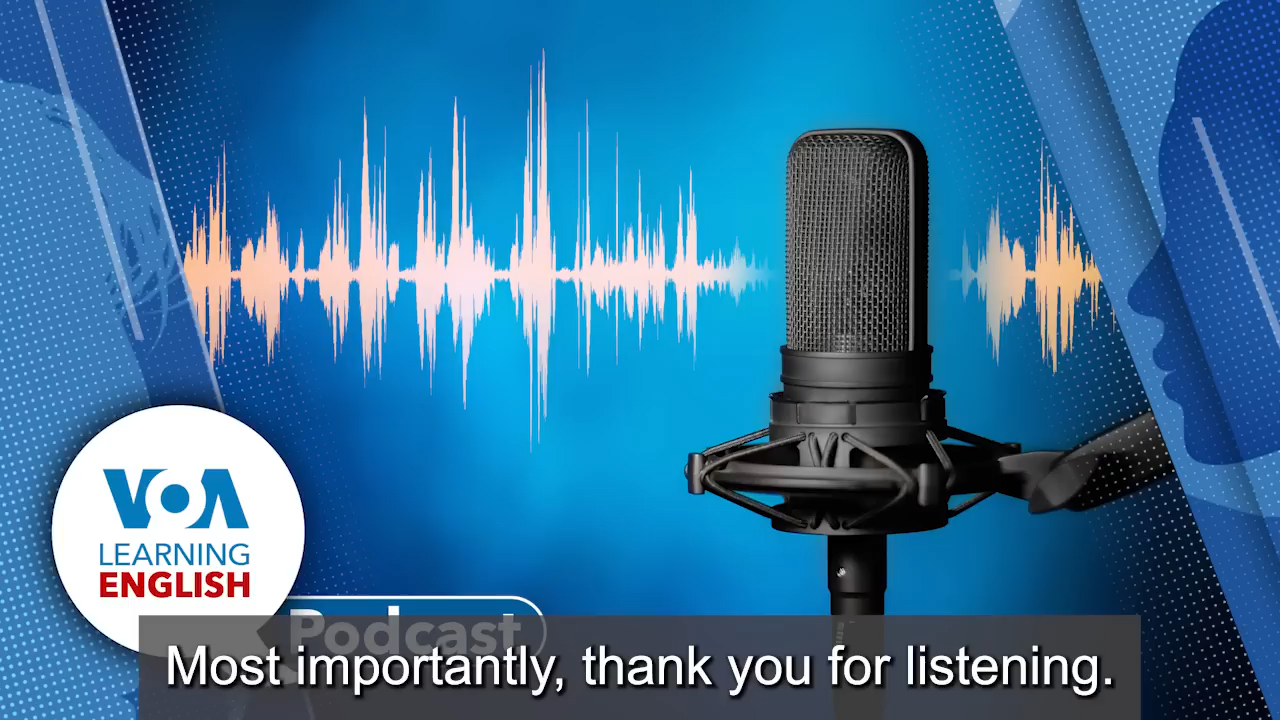 VOA
LEARNING
ENGLISH
Podcast
Most importantly, thank you for listening.